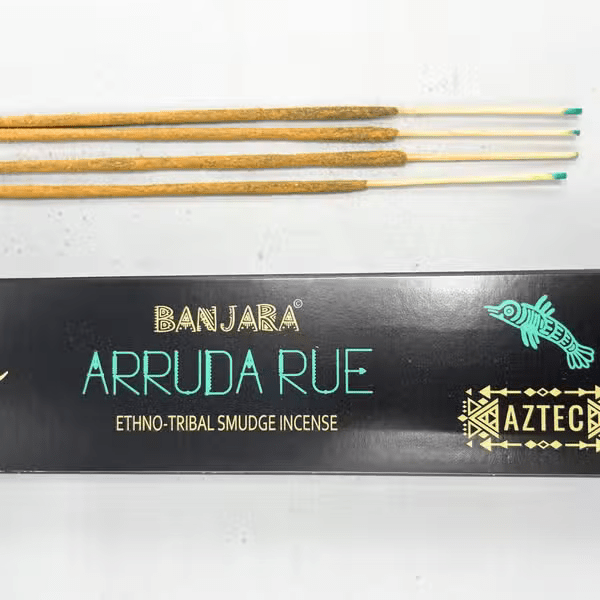 BANJARA©
ARRUDA RUE
ETHNO-TRIBAL SMUDGE INCENSE
AZTEC